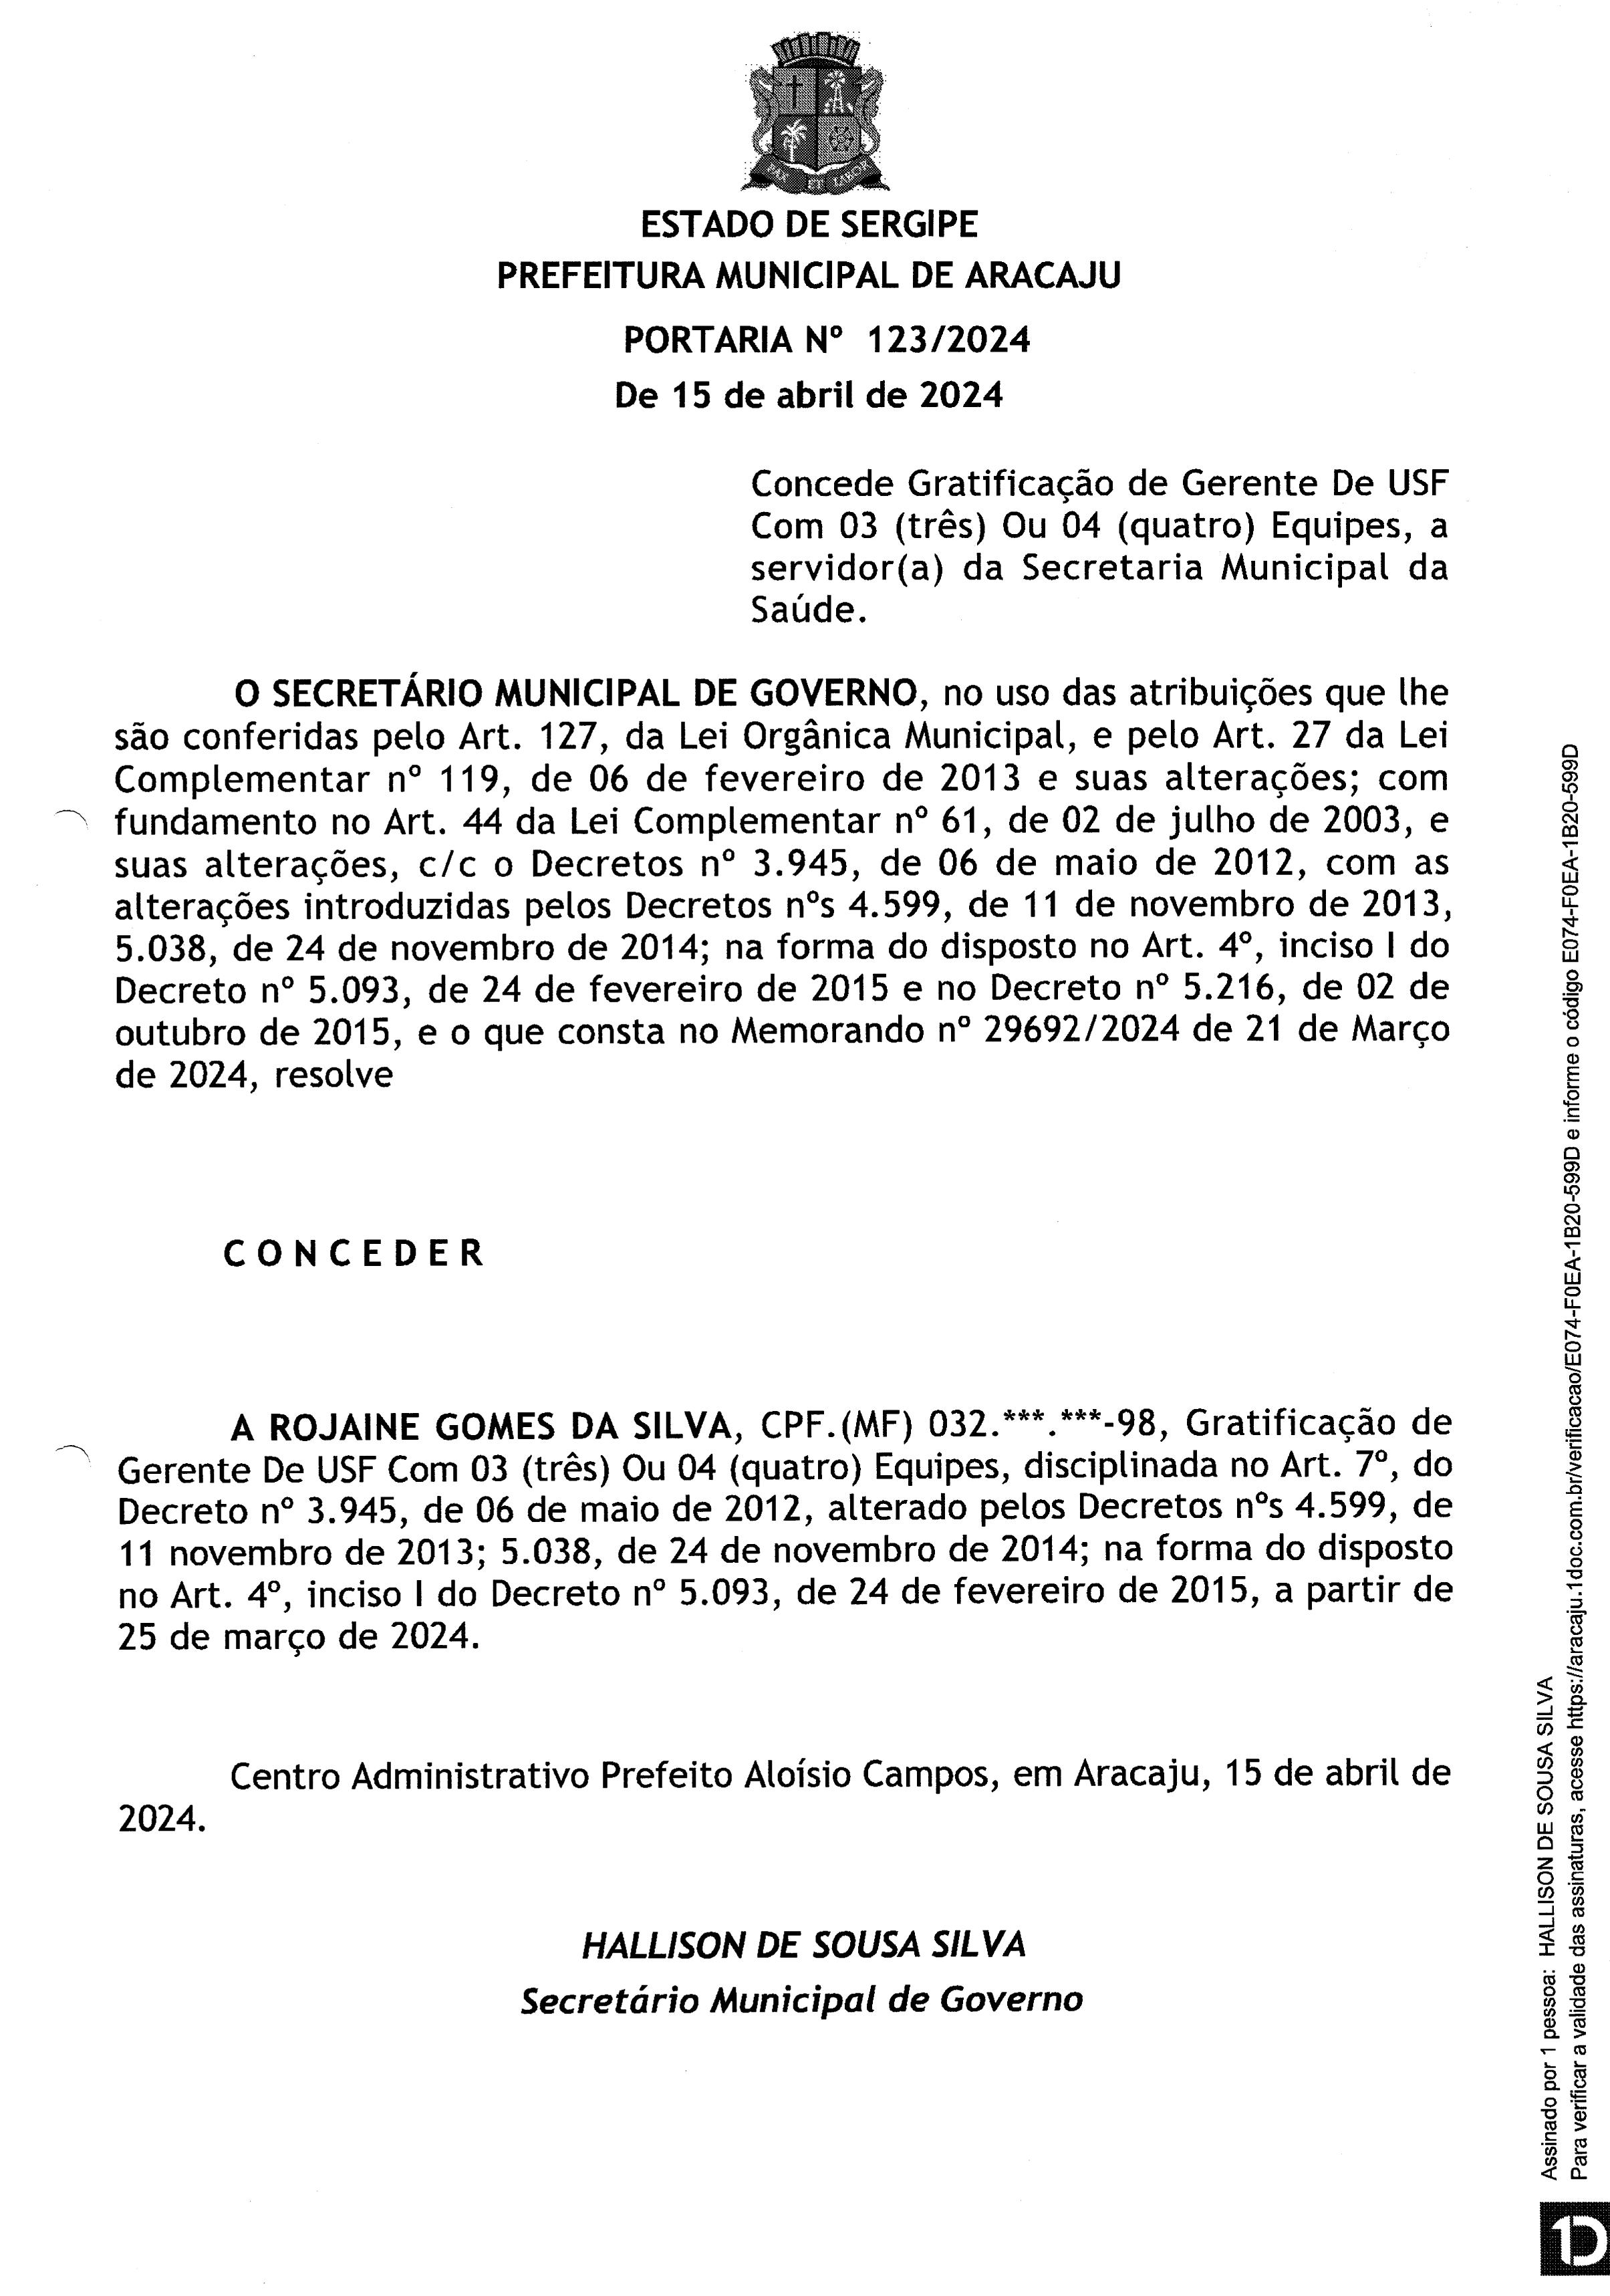 PAX ET LABOR
ESTADO DE SERGIPE
PREFEITURA MUNICIPAL DE ARACAJU
PORTARIA Nº 123/2024
De 15 de abril de 2024
Concede Gratificação de Gerente De USF
Com 03 (três) Ou 04 (quatro) Equipes, a
servidor(a) da Secretaria Municipal da
Saúde.
O SECRETÁRIO MUNICIPAL DE GOVERNO, no uso das atribuições que lhe
são conferidas pelo Art. 127, da Lei Orgânica Municipal, e pelo Art. 27 da Lei
Complementar nº 119, de 06 de fevereiro de 2013 e suas alterações; com
fundamento no Art. 44 da Lei Complementar nº 61, de 02 de julho de 2003, e
suas alterações, c/c o Decretos nº 3.945, de 06 de maio de 2012, com as
alterações introduzidas pelos Decretos nºs 4.599, de 11 de novembro de 2013,
5.038, de 24 de novembro de 2014; na forma do disposto no Art. 4º, inciso I do
Decreto nº 5.093, de 24 de fevereiro de 2015 e no Decreto nº 5.216, de 02 de
outubro de 2015, e o que consta no Memorando nº 29692/2024 de 21 de Março
de 2024, resolve
C O N C E D E R
A ROJAINE GOMES DA SILVA, CPF.(MF) 032.***.***-98, Gratificação de
Gerente De USF Com 03 (três) Ou 04 (quatro) Equipes, disciplinada no Art. 7º, do
Decreto nº 3.945, de 06 de maio de 2012, alterado pelos Decretos nºs 4.599, de
11 novembro de 2013; 5.038, de 24 de novembro de 2014; na forma do disposto
no Art. 4º, inciso I do Decreto nº 5.093, de 24 de fevereiro de 2015, a partir de
25 de março de 2024.
Centro Administrativo Prefeito Aloísio Campos, em Aracaju, 15 de abril de
2024.
HALLISON DE SOUSA SILVA
Secretário Municipal de Governo
Assinado por 1 pessoa: HALLISON DE SOUSA SILVA
Para verificar a validade das assinaturas, acesse https://aracaju.1doc.com.br/verificacao/E074-F0EA-1B20-599D e informe o código E074-F0EA-1B20-599D
1D